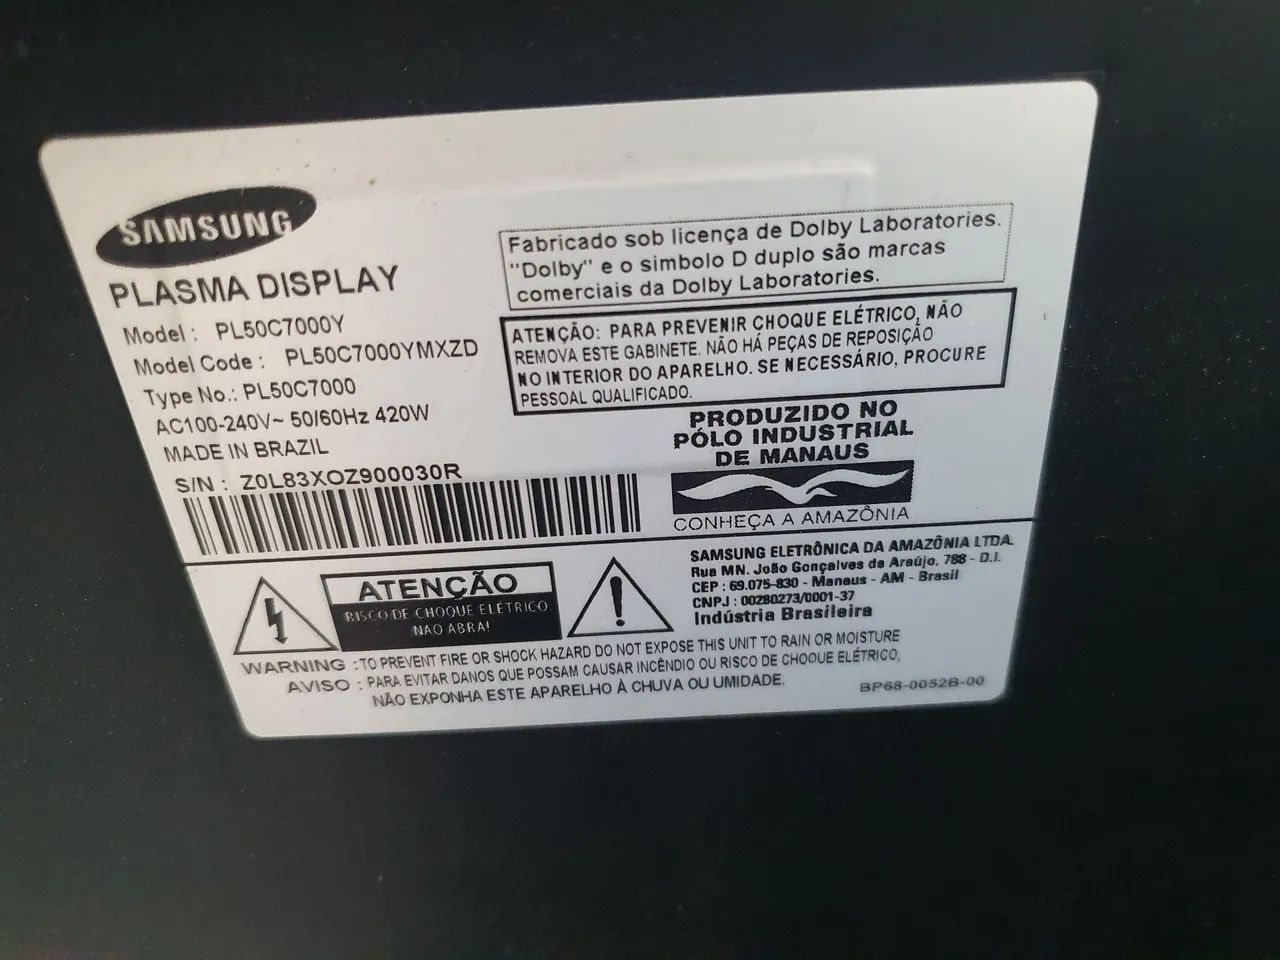 SAMSUNG
PLASMA DISPLAY
Model : PL50C7000Y
Model Code : PL50C7000YMXZD
Type No.: PL50C7000
AC100-240V~ 50/60Hz 420W
MADE IN BRAZIL
S/N : Z0L83XOZ900030R
Fabricado sob licença de Dolby Laboratories.
"Dolby" e o simbolo D duplo são marcas
comerciais da Dolby Laboratories.
ATENÇÃO: PARA PREVENIR CHOQUE ELÉTRICO, NÃO
REMOVA ESTE GABINETE. NÃO HÁ PEÇAS DE REPOSIÇÃO
NO INTERIOR DO APARELHO. SE NECESSÁRIO, PROCURE
PESSOAL QUALIFICADO.
PRODUZIDO NO
PÓLO INDUSTRIAL
DE MANAUS
CONHEÇA A AMAZÔNIA
ATENÇÃO
RISCO DE CHOQUE ELÉTRICO
NAO ABRA!
SAMSUNG ELETRÔNICA DA AMAZÔNIA LTDA.
Rua MN. João Gonçalves de Araújo, 788 - D.I.
CEP : 69.075-830 - Manaus - AM - Brasil
CNPJ : 00280273/0001-37
Indústria Brasileira
WARNING : TO PREVENT FIRE OR SHOCK HAZARD DO NOT EXPOSE THIS UNIT TO RAIN OR MOISTURE
AVISO : PARA EVITAR DANOS QUE POSSAM CAUSAR INCÊNDIO OU RISCO DE CHOQUE ELÉTRICO,
NÃO EXPONHA ESTE APARELHO À CHUVA OU UMIDADE.
BP68-0052B-00